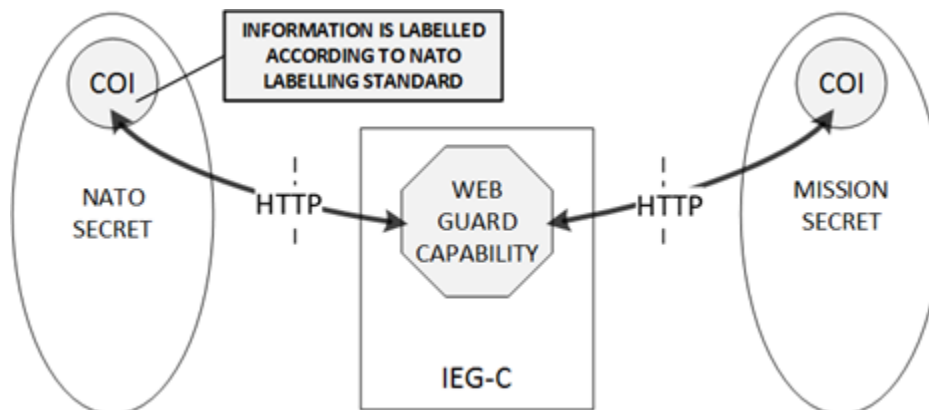 INFORMATION IS LABELLED
ACCORDING TO NATO
LABELLING STANDARD
COI
COI
NATO
SECRET
HTTP
WEB
GUARD
CAPABILITY
HTTP
MISSION
SECRET
IEG-C